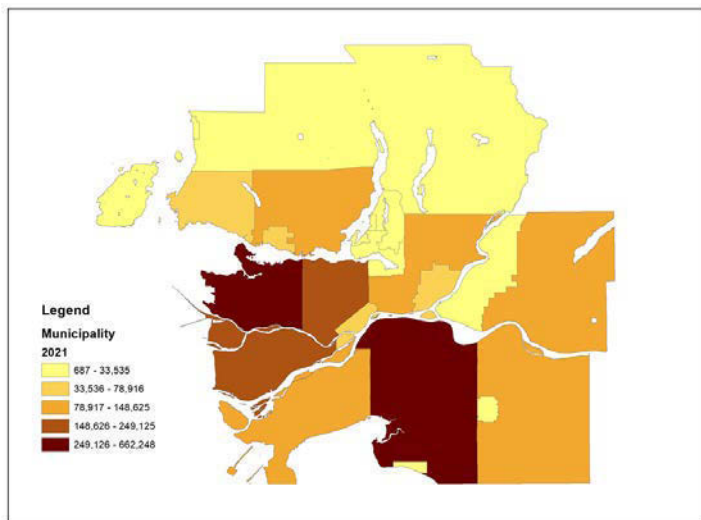 Legend
Municipality
2021
687 - 33,535
33,536 - 78,916
78,917 - 148,625
148,626 - 249,125
249,126 - 662,248